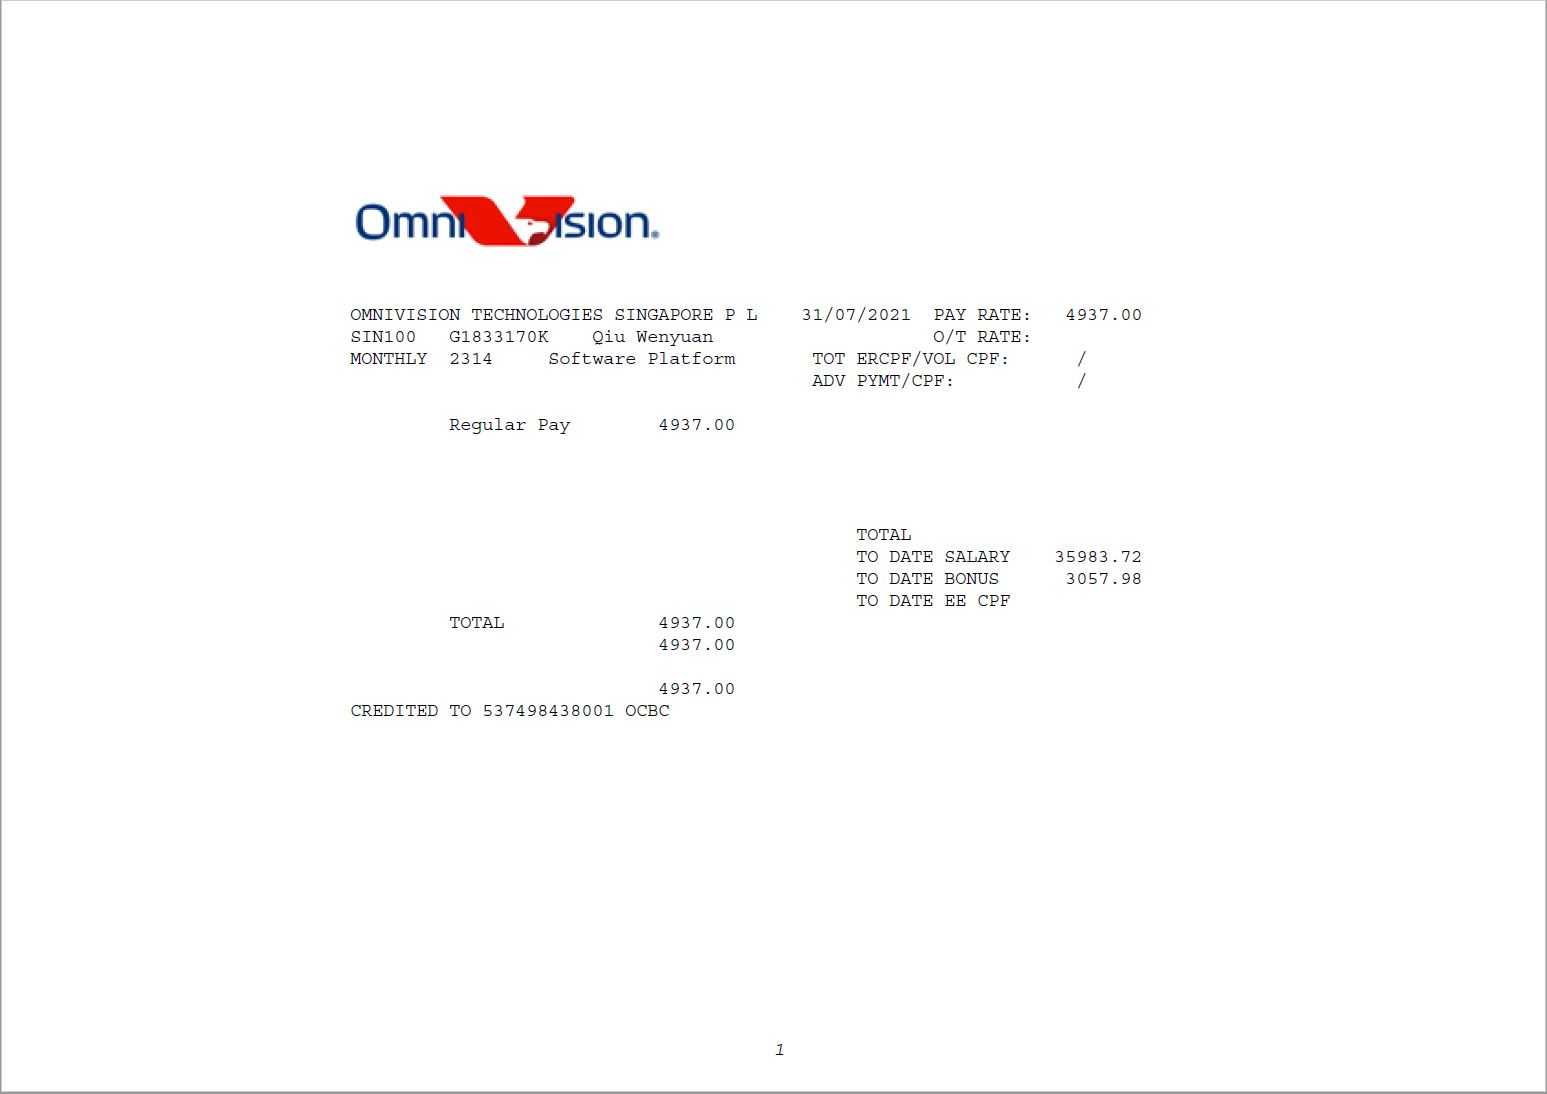 OmniVision®
OMNIVISION TECHNOLOGIES SINGAPORE P L 31/07/2021 PAY RATE: 4937.00
SIN100 G1833170K Qiu Wenyuan O/T RATE:
MONTHLY 2314 Software Platform TOT ERCPF/VOL CPF: /
ADV PYMT/CPF: /
Regular Pay 4937.00
TOTAL
TO DATE SALARY 35983.72
TO DATE BONUS 3057.98
TO DATE EE CPF
TOTAL 4937.00
4937.00
4937.00
CREDITED TO 537498438001 OCBC
1